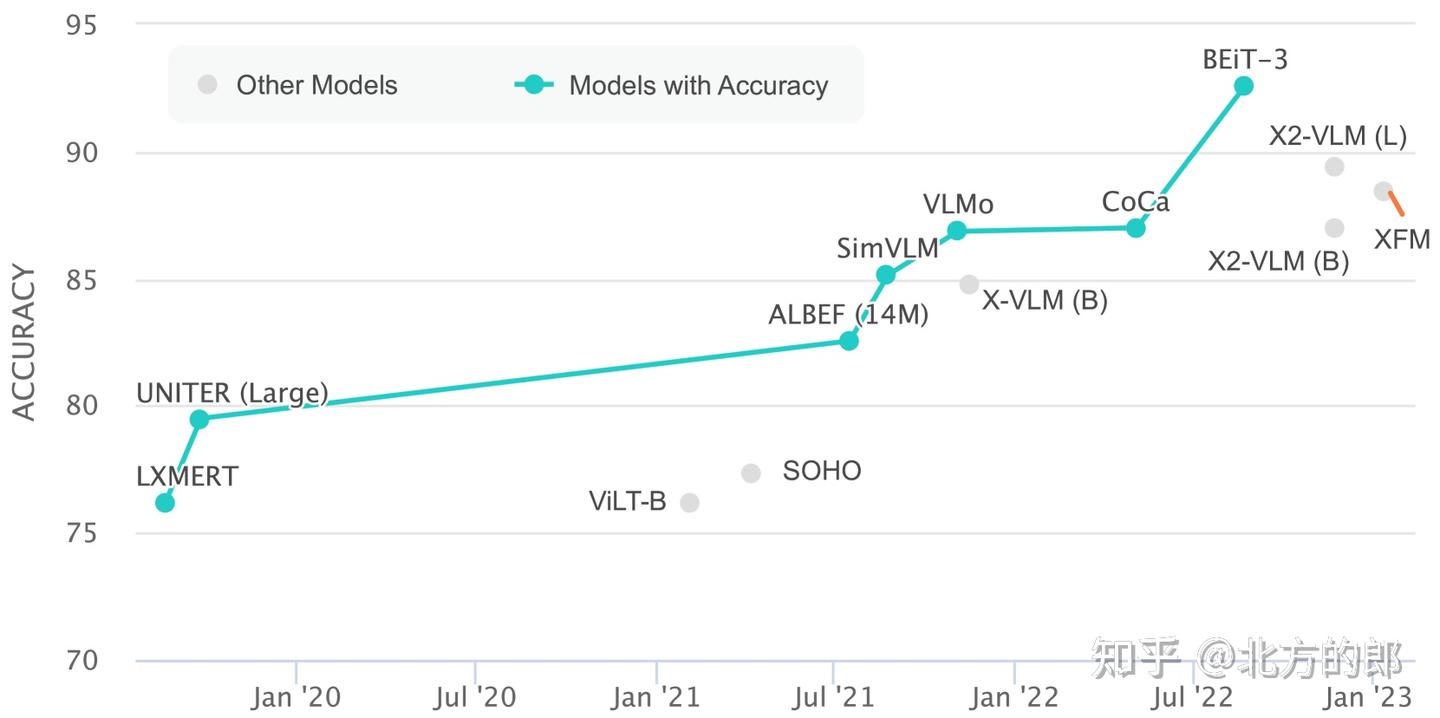 95
Other Models
Models with Accuracy
BEiT-3
X2-VLM (L)
90
VLMo
CoCa
XFM
SimVLM
X2-VLM (B)
85
X-VLM (B)
ALBEF (14M)
ACCURACY
UNITER (Large)
80
LXMERT
SOHO
ViLT-B
75
70
知乎 @北方的郎
Jan '20
Jul '20
Jan '21
Jul '21
Jan '22
Jul '22
Jan '23